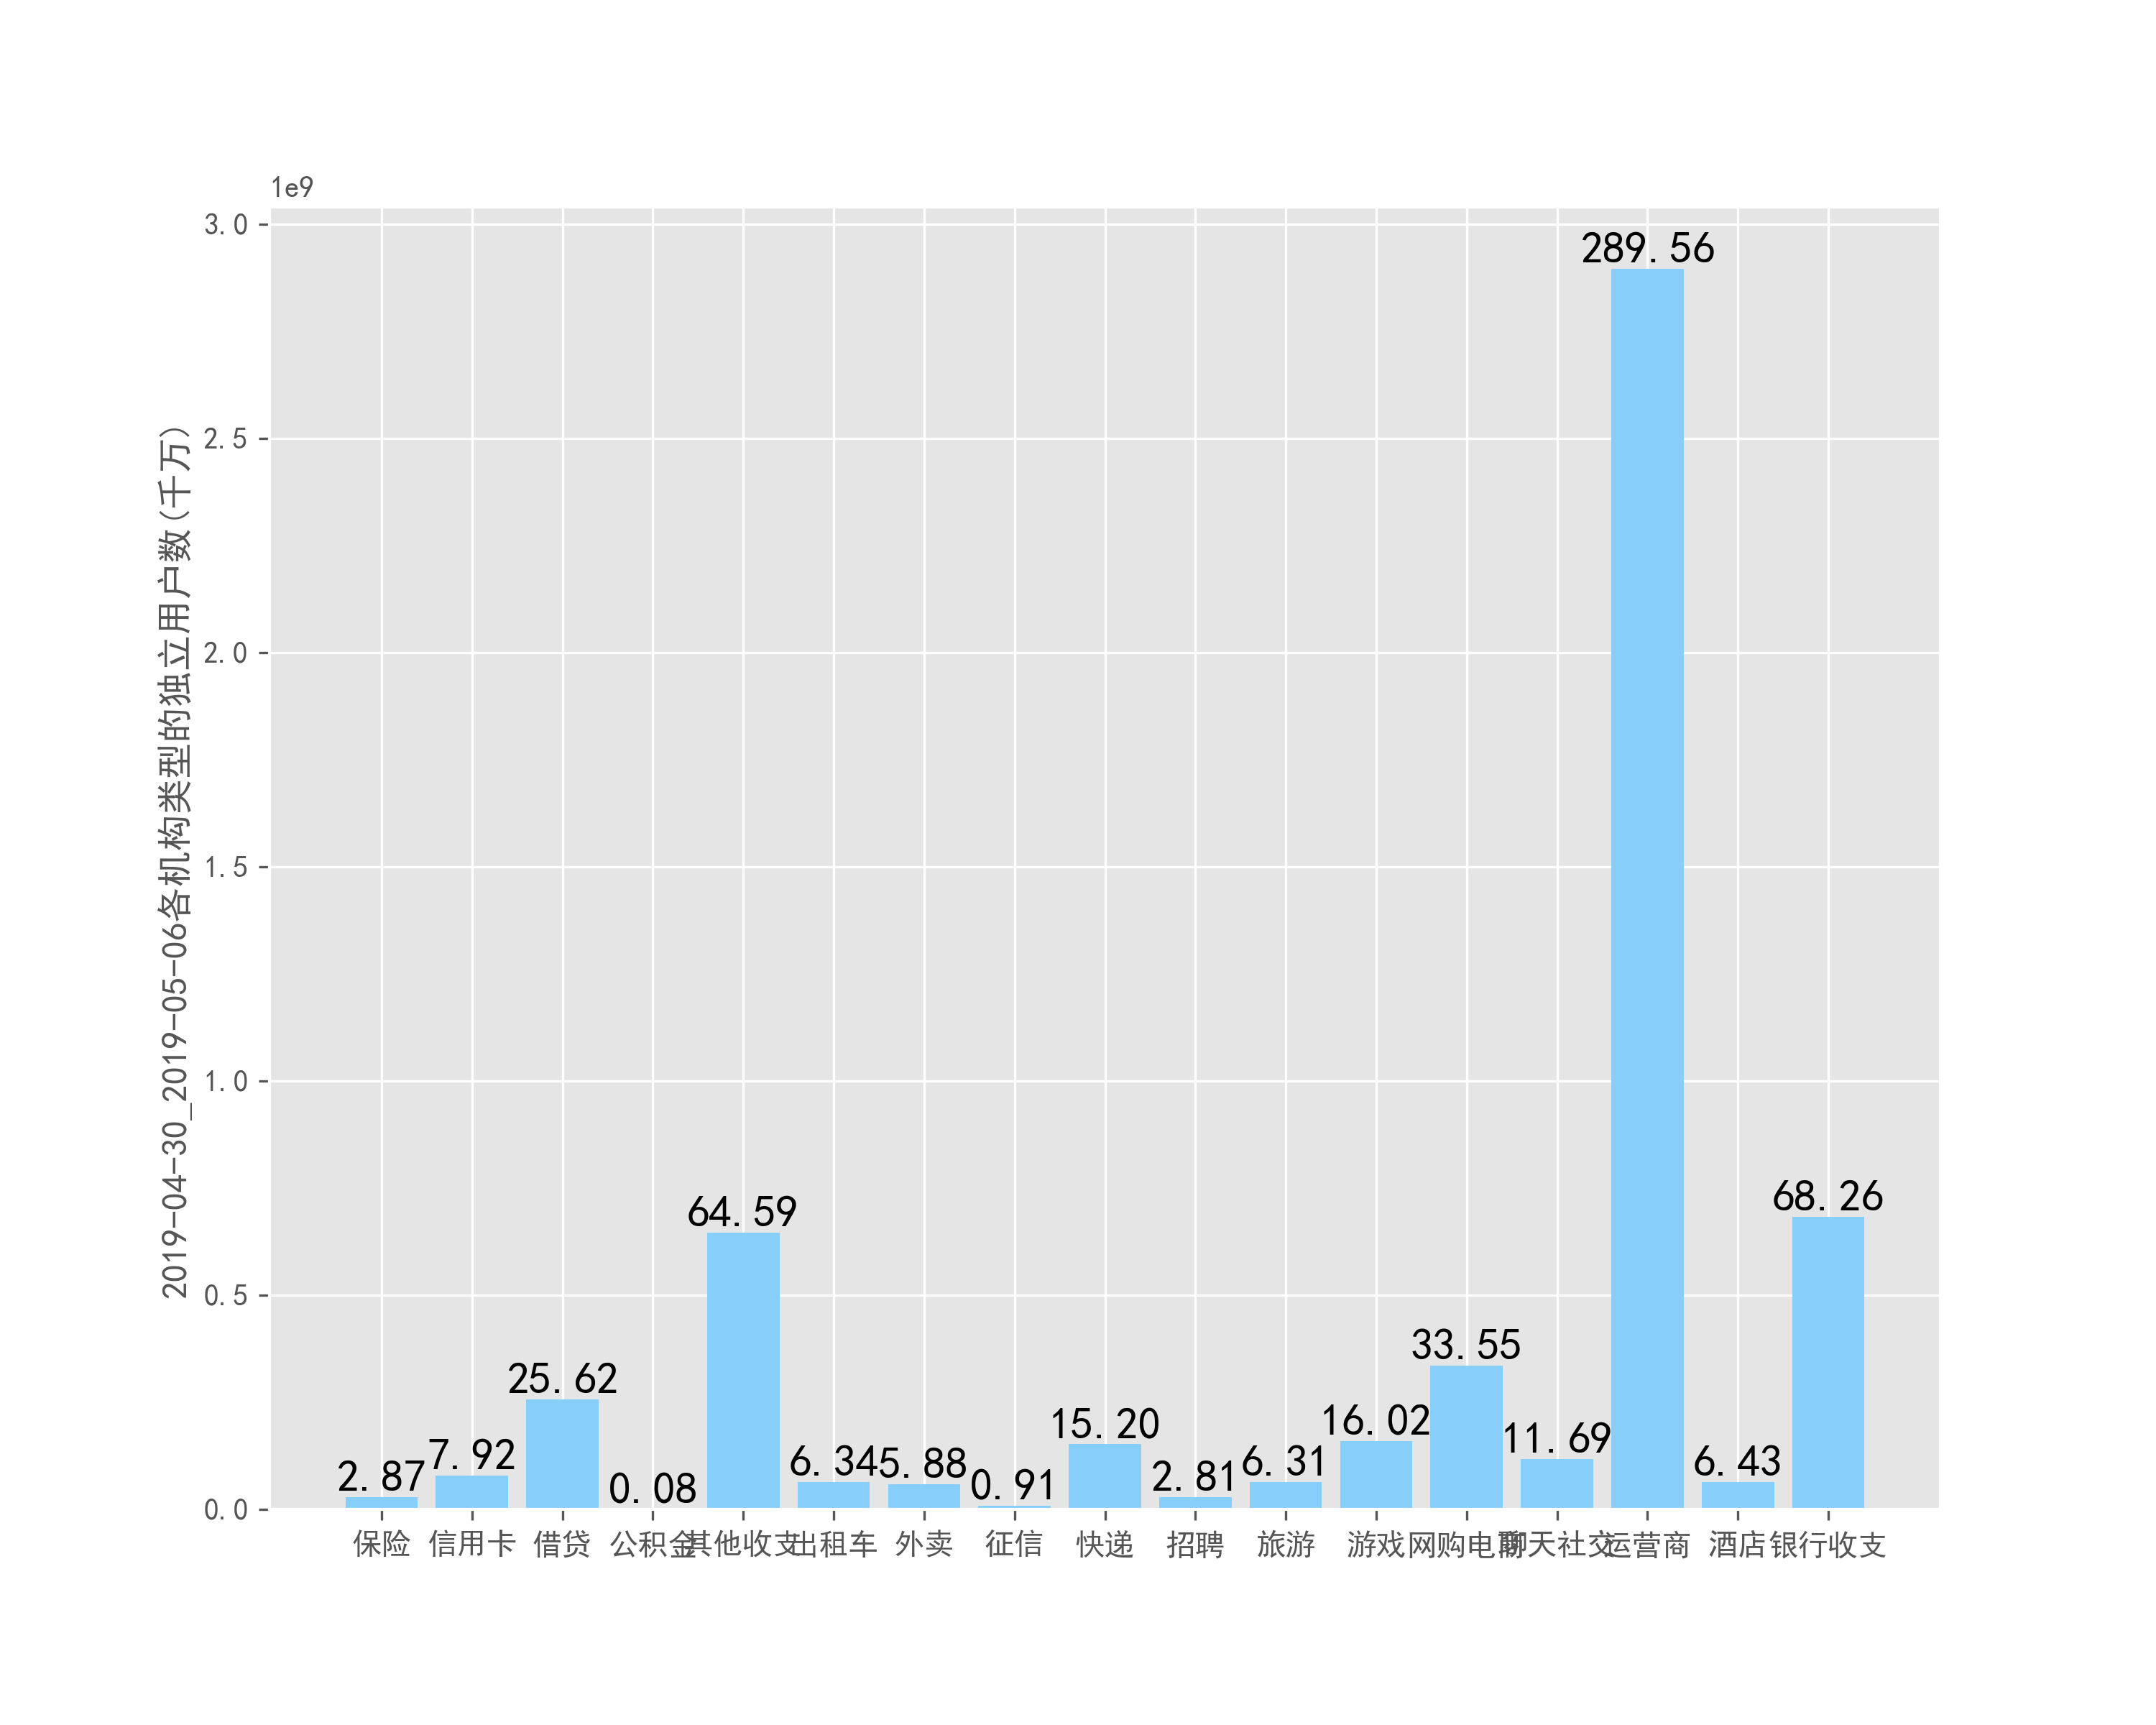 1e9
3.0
2.5
2.0
1.5
1.0
0.5
0.0
2019-04-30_2019-05-06各机构类型的独立用户数(千万)
2.87 7.92 25.62 0.08 64.59 6.34 5.88 0.91 15.20 2.81 6.31 16.02 33.55 11.69 289.56 6.43 68.26
保险 信用卡 借贷 公积金 其他收支 出租车 外卖 征信 快递 招聘 旅游 游戏 网购电商 聊天社交 运营商 酒店 银行收支